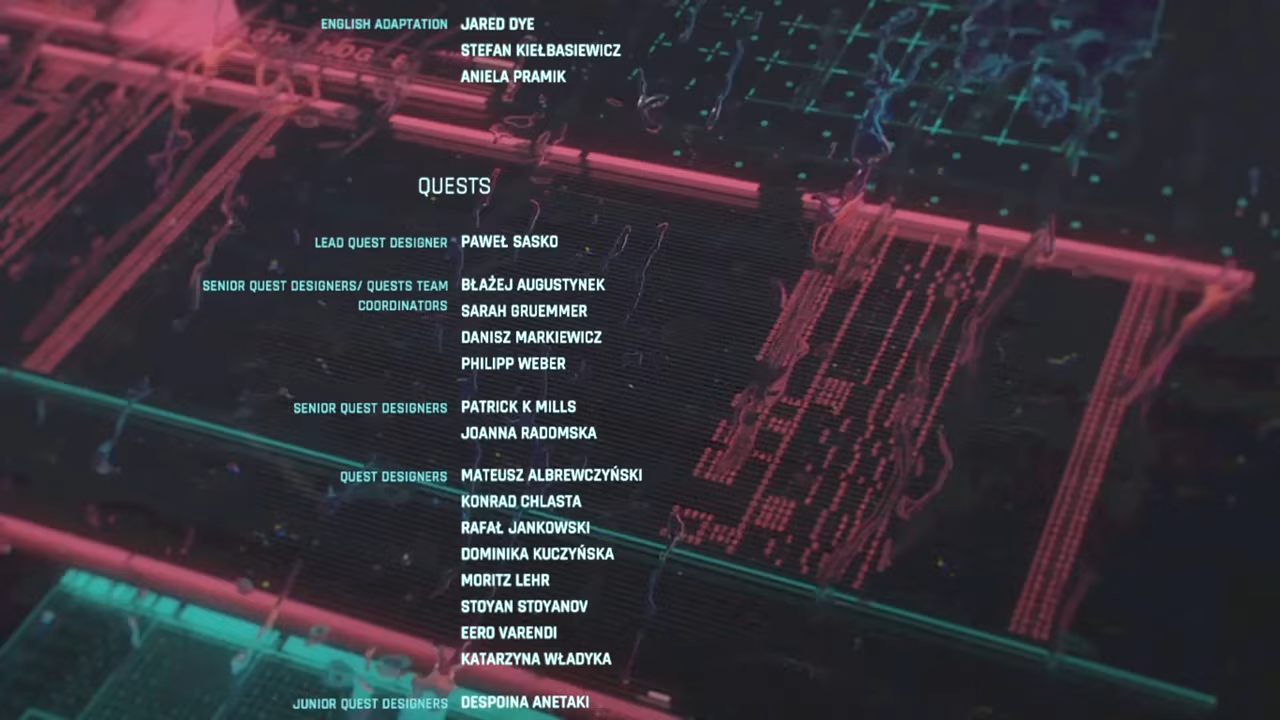 ENGLISH ADAPTATION JARED DYE
STEFAN KIEŁBASIEWICZ
ANIELA PRAMIK
QUESTS
LEAD QUEST DESIGNER PAWEŁ SASKO
SENIOR QUEST DESIGNERS/ QUESTS TEAM COORDINATORS BŁAŻEJ AUGUSTYNEK
SARAH GRUEMMER
DANISZ MARKIEWICZ
PHILIPP WEBER
SENIOR QUEST DESIGNERS PATRICK K MILLS
JOANNA RADOMSKA
QUEST DESIGNERS MATEUSZ ALBREWCZYŃSKI
KONRAD CHLASTA
RAFAŁ JANKOWSKI
DOMINIKA KUCZYŃSKA
MORITZ LEHR
STOYAN STOYANOV
EERO VARENDI
KATARZYNA WŁADYKA
JUNIOR QUEST DESIGNERS DESPOINA ANETAKI